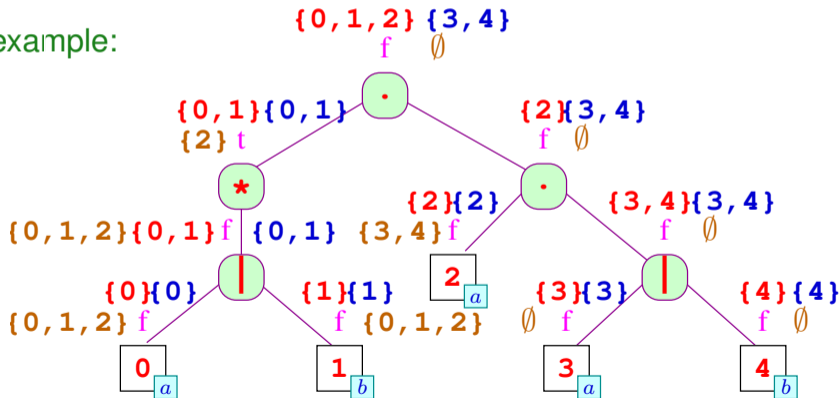 {0,1,2} {3,4}
example:
f ∅
.
{0,1}{0,1} {2}{3,4}
{2} t f ∅
* .
{2}{2} {3,4}{3,4}
{0,1,2}{0,1} f {0,1} {3,4} f f ∅
| 2 a |
{0}{0} {1}{1} {3}{3} {4}{4}
{0,1,2} f f {0,1,2} ∅ f f ∅
0 a 1 b 3 a 4 b